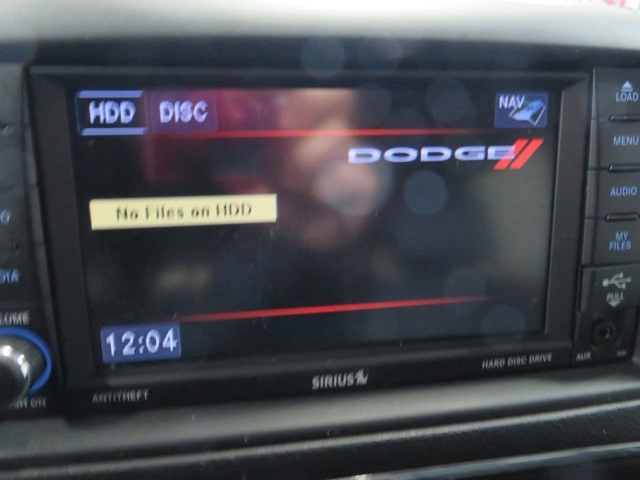 HDD DISC NAV
DODGE
No Files on HDD
12:04
LOAD
MENU
AUDIO
MY
FILES
PULL
AUX
SIRIUS
HARD DISC DRIVE
ANTITHEFT